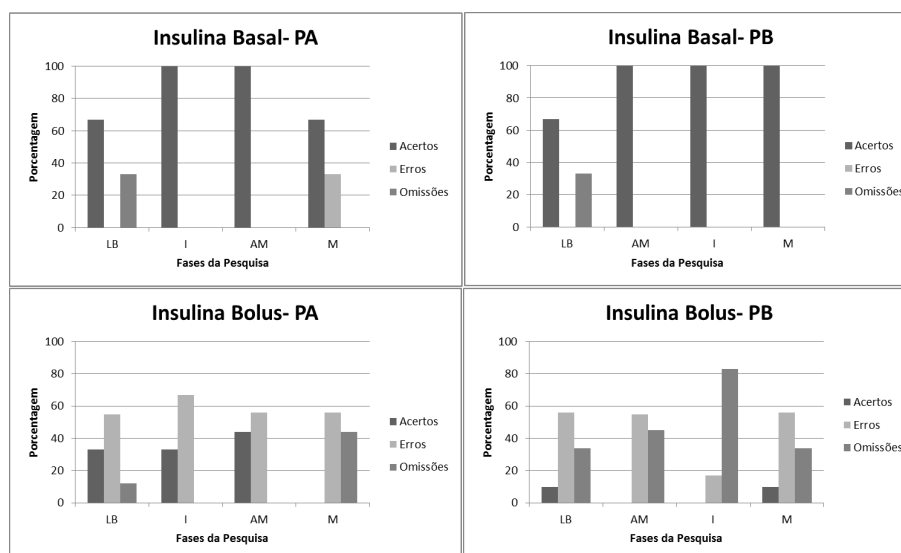 Insulina Basal- PA
Porcentagem
100
80
60
40
20
0
LB I AM M
Fases da Pesquisa
Acertos
Erros
Omissões
Insulina Basal- PB
Porcentagem
100
80
60
40
20
0
LB AM I M
Fases da Pesquisa
Acertos
Erros
Omissões
Insulina Bolus- PA
Porcentagem
100
80
60
40
20
0
LB I AM M
Fases da Pesquisa
Acertos
Erros
Omissões
Insulina Bolus- PB
Porcentagem
100
80
60
40
20
0
LB AM I M
Fases da Pesquisa
Acertos
Erros
Omissões